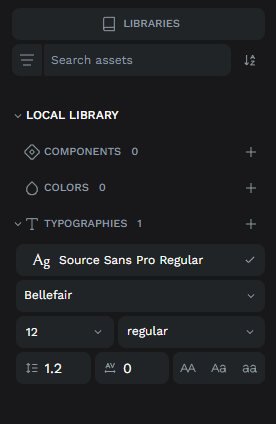 LIBRARIES
Search assets
LOCAL LIBRARY
COMPONENTS 0
COLORS 0
TYPOGRAPHIES 1
Ag Source Sans Pro Regular
Bellefair
12 regular
1.2 AV 0 AA Aa aa